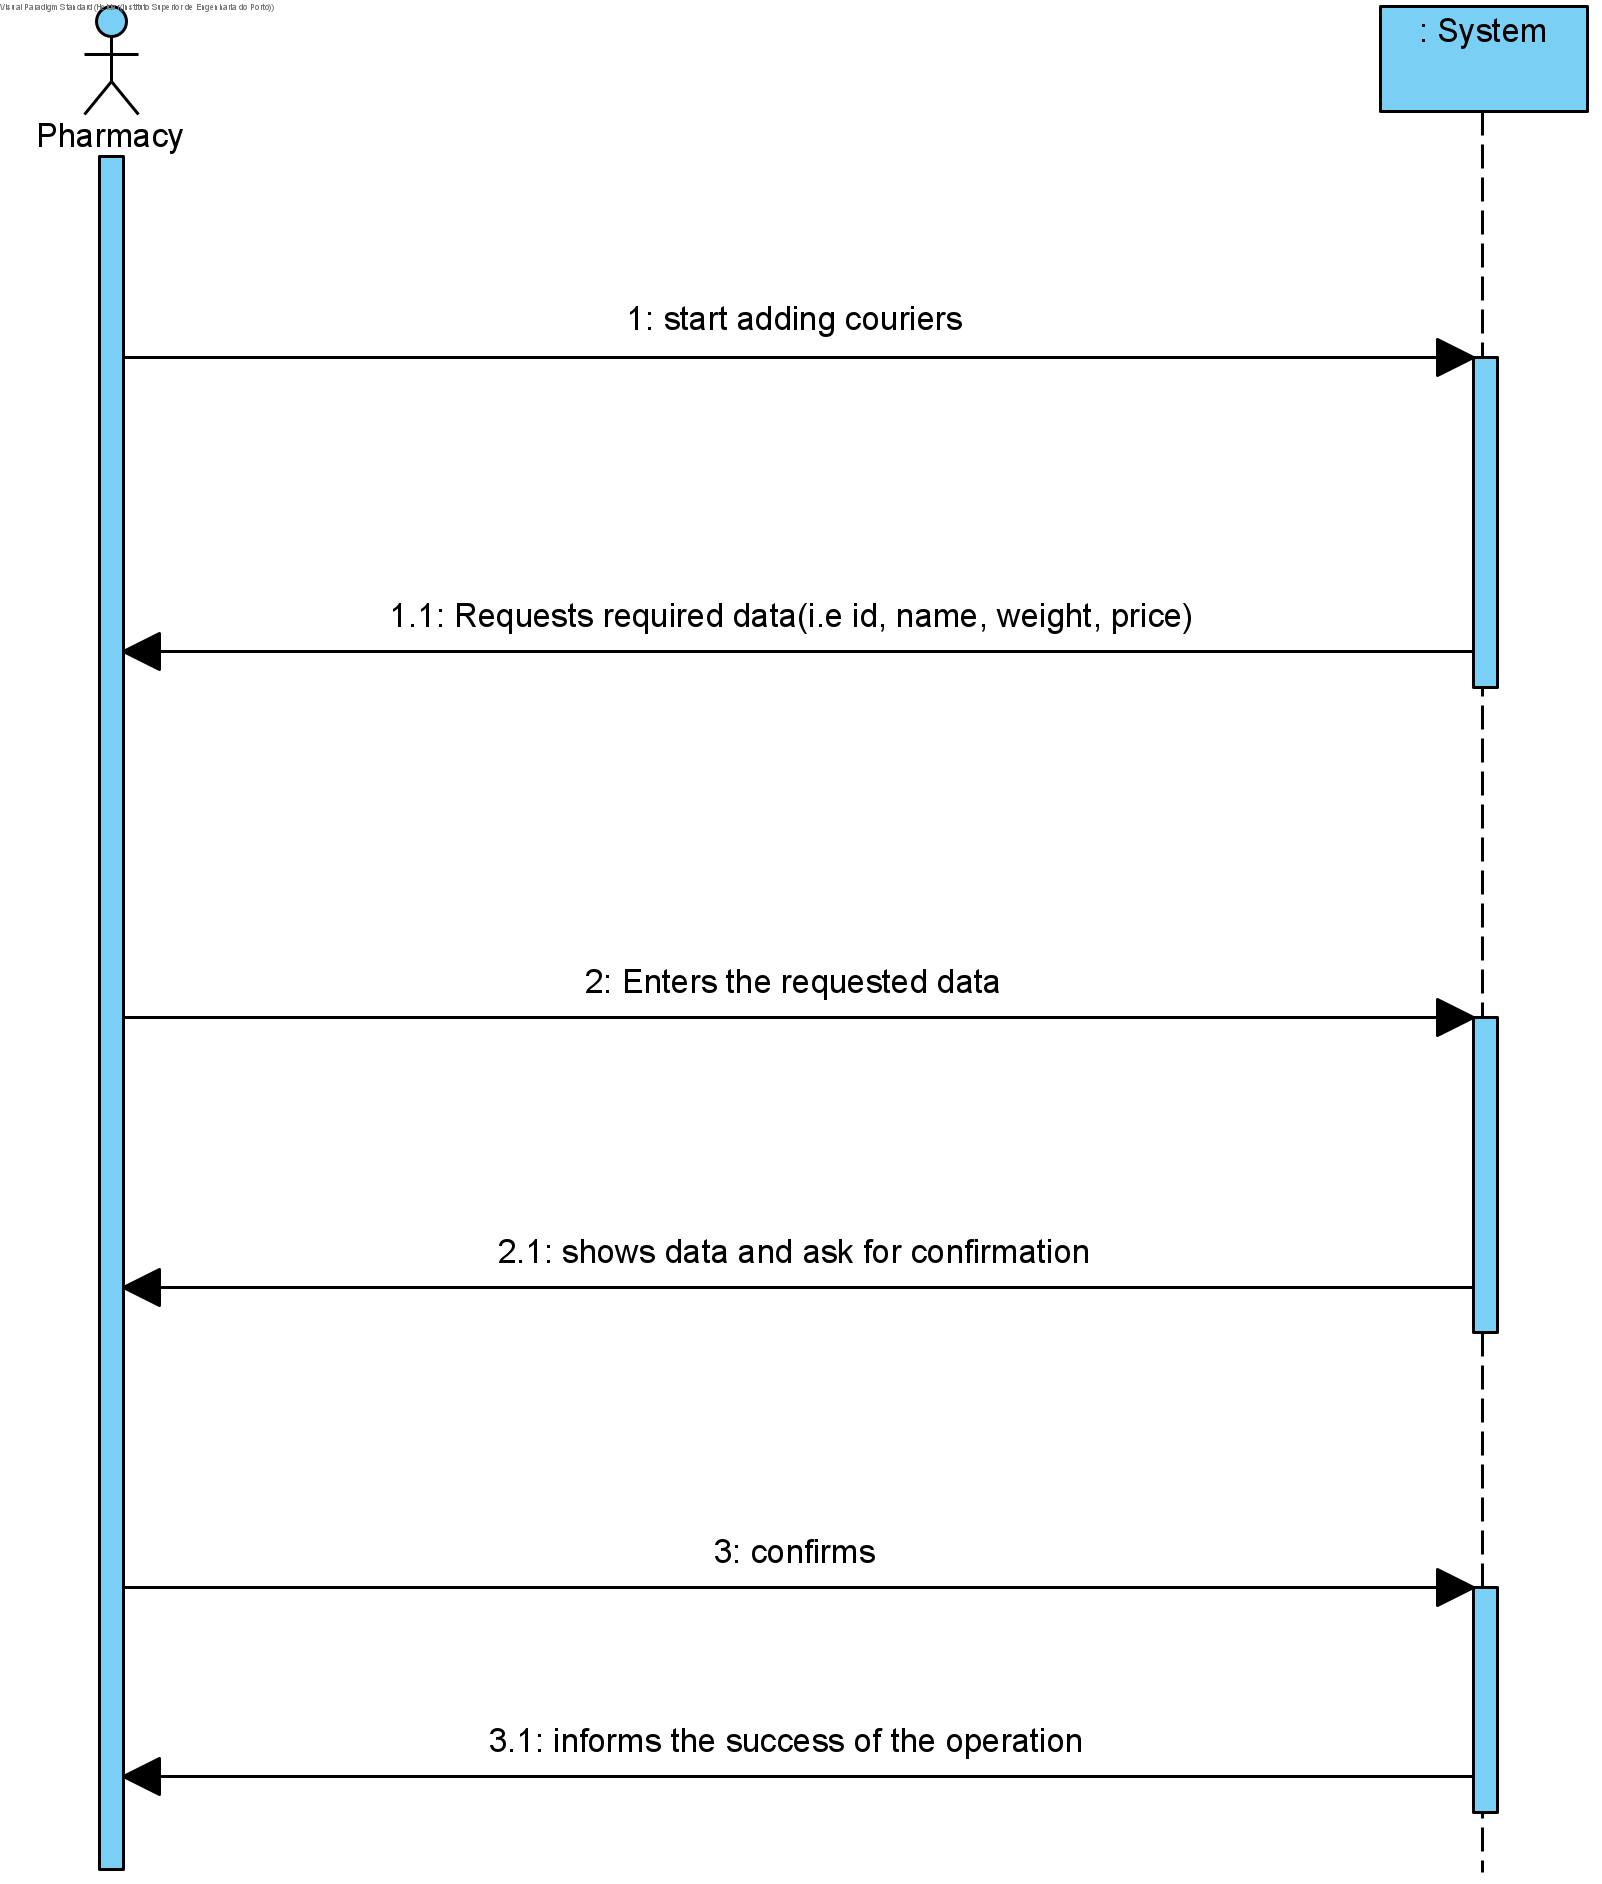 Visual Paradigm Standard (Instituto Superior de Engenharia do Porto))
: System
Pharmacy
1: start adding couriers
1.1: Requests required data(i.e id, name, weight, price)
2: Enters the requested data
2.1: shows data and ask for confirmation
3: confirms
3.1: informs the success of the operation